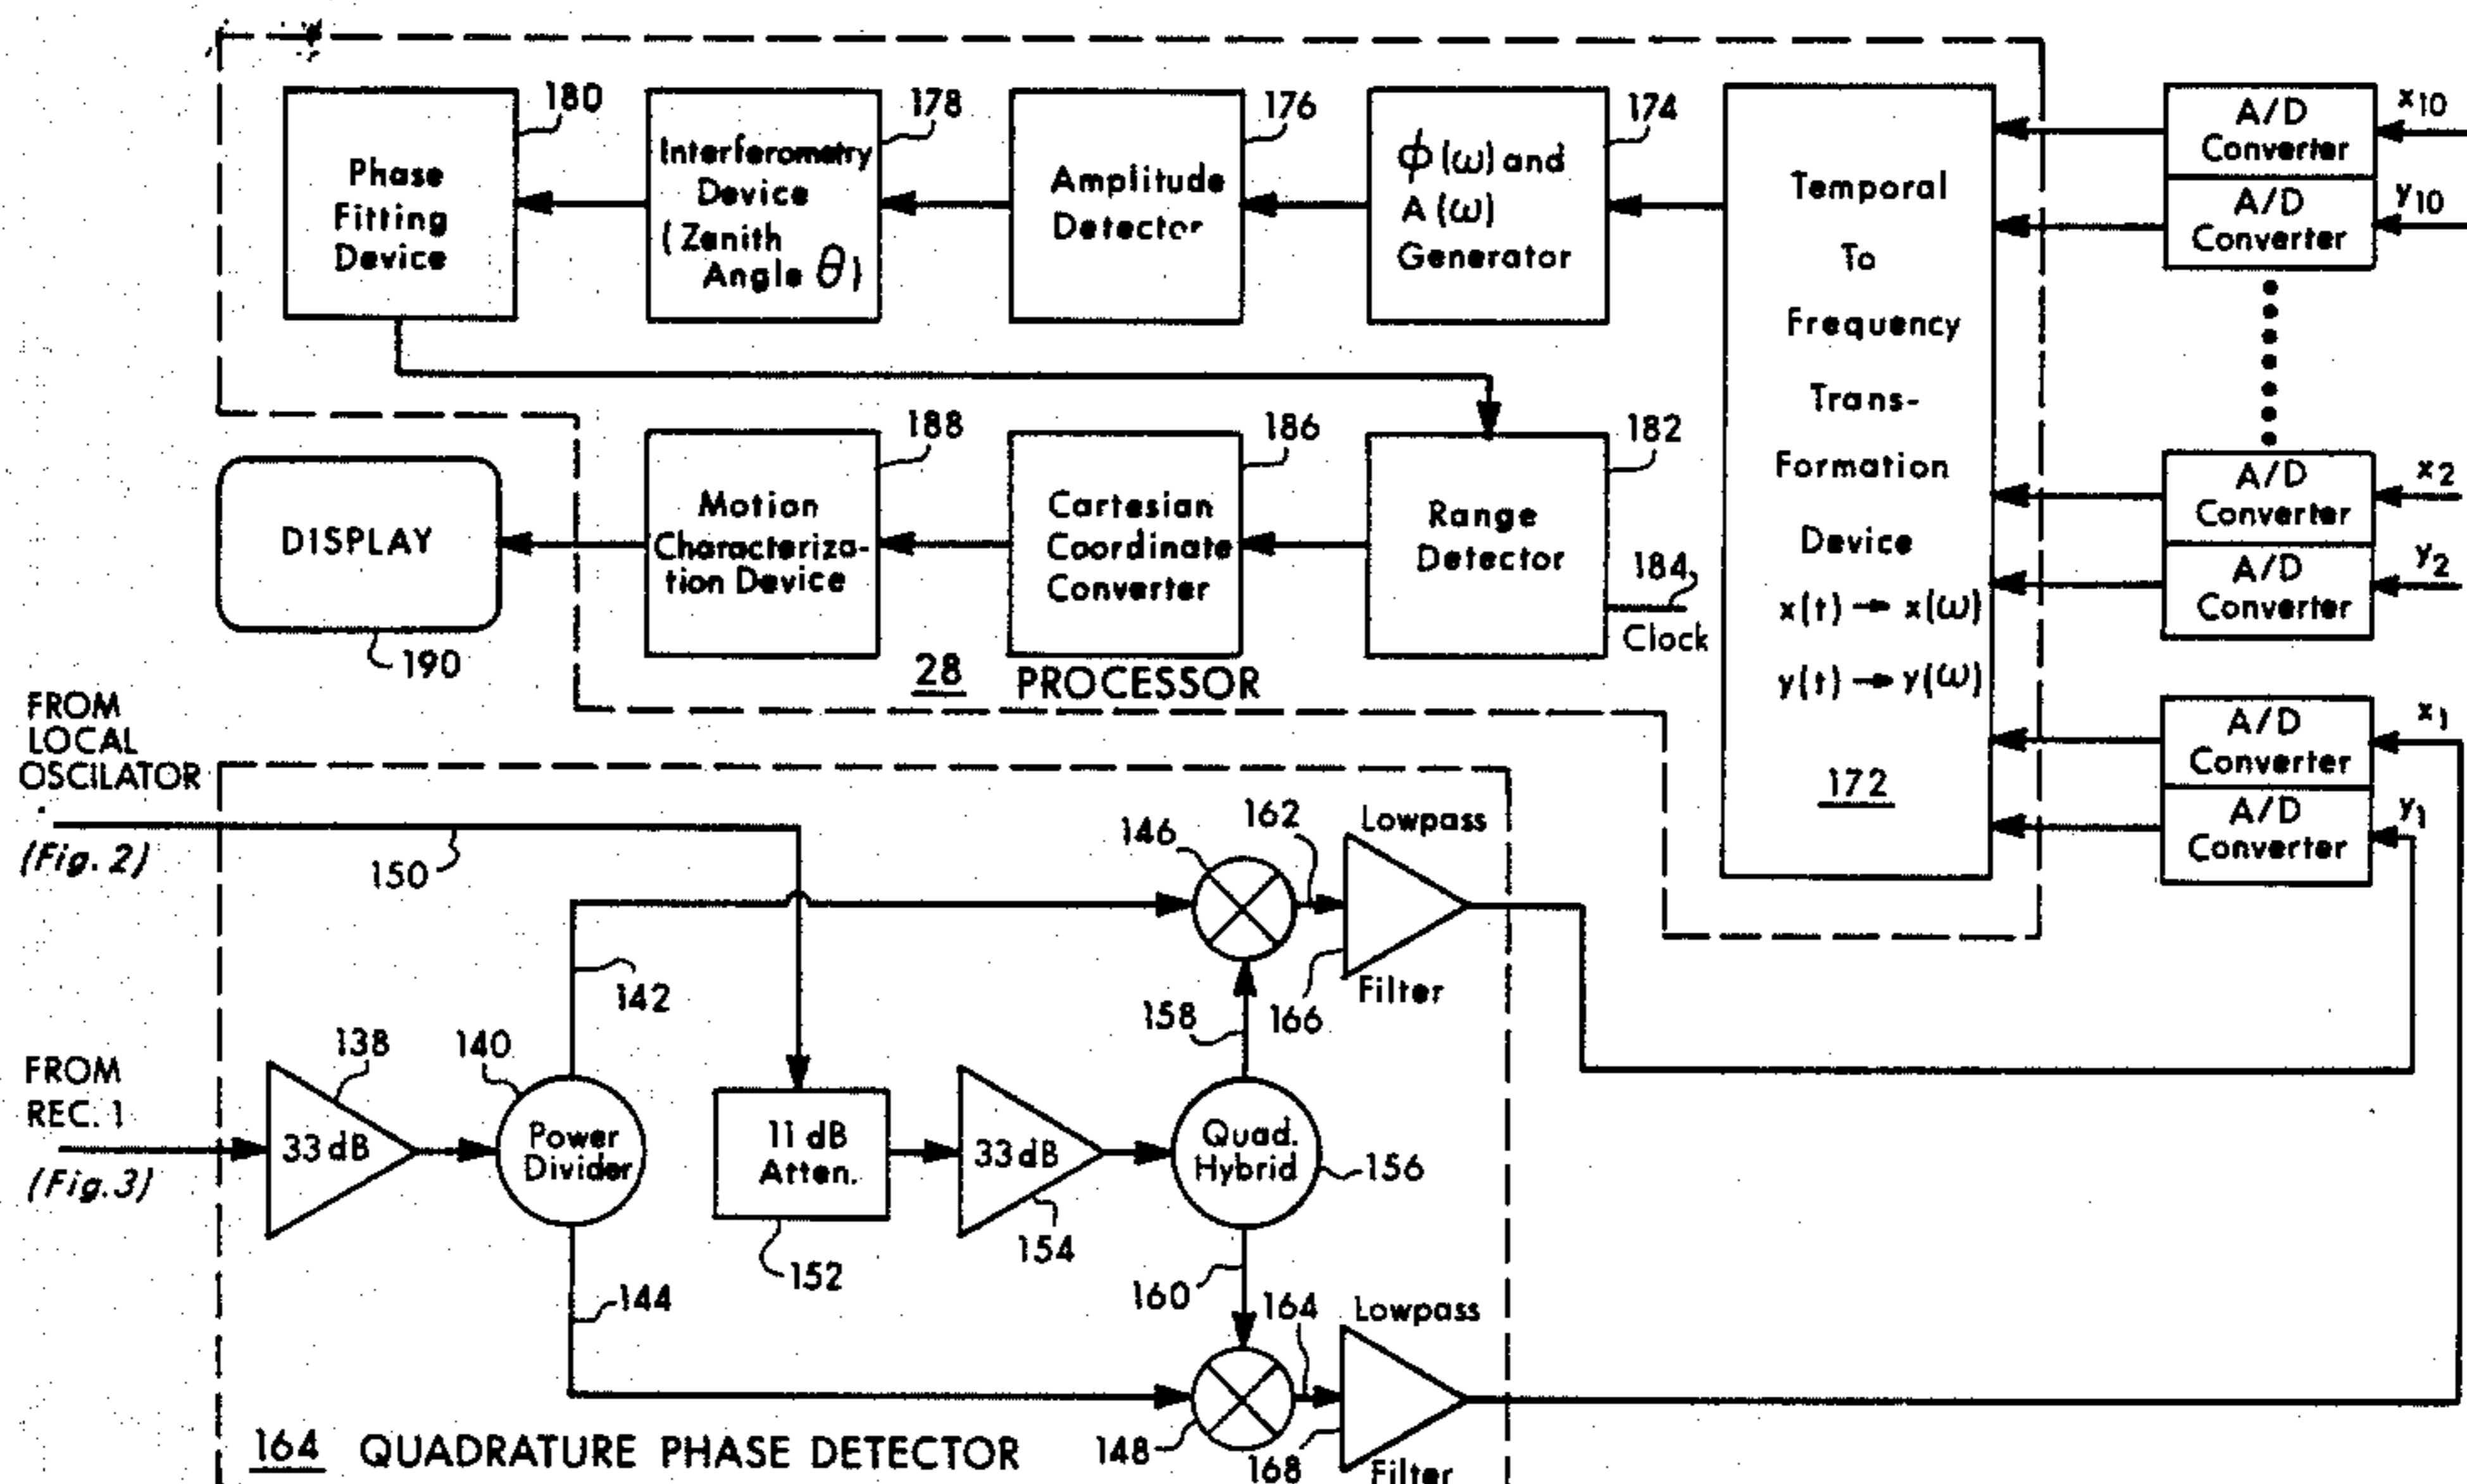 180
Phase
Fitting
Device
178
Interferometry
Device
(Zenith
Angle θ)
176
Amplitude
Detector
174
ϕ(ω) and
A(ω)
Generator
Temporal
To
Frequency
Trans-
Formation
Device
x(t) → x(ω)
y(t) → y(ω)
172
A/D
Converter
x10
A/D
Converter
y10
A/D
Converter
x2
A/D
Converter
y2
A/D
Converter
x1
A/D
Converter
y1
DISPLAY
190
188
Motion
Characteriza-
tion Device
186
Cartesian
Coordinate
Converter
182
Range
Detector
184
Clock
28 PROCESSOR
FROM
LOCAL
OSCILATOR
(Fig. 2)
150
FROM
REC. 1
(Fig. 3)
138
33 dB
140
Power
Divider
142
144
11 dB
Atten.
152
33 dB
154
Quad.
Hybrid
156
158
160
146
162
Lowpass
Filter
166
148
164
Lowpass
Filter
168
164 QUADRATURE PHASE DETECTOR